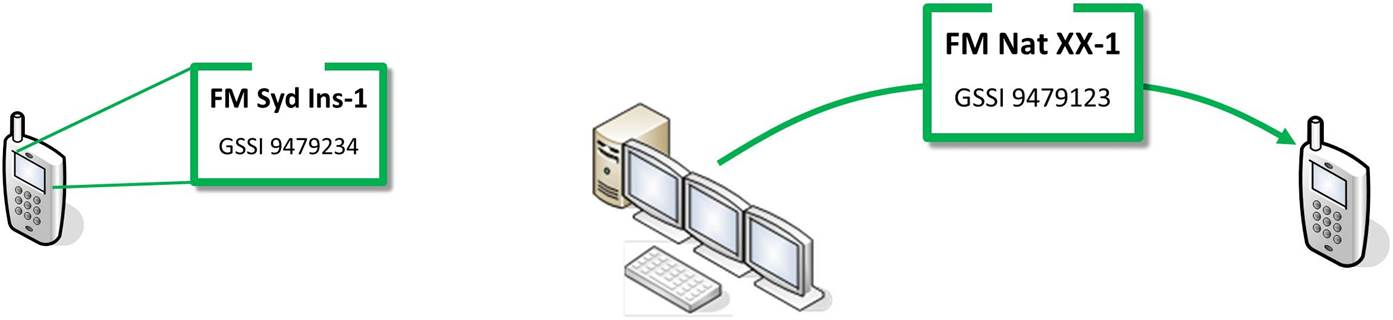 FM Syd Ins-1
GSSI 9479234
FM Nat XX-1
GSSI 9479123